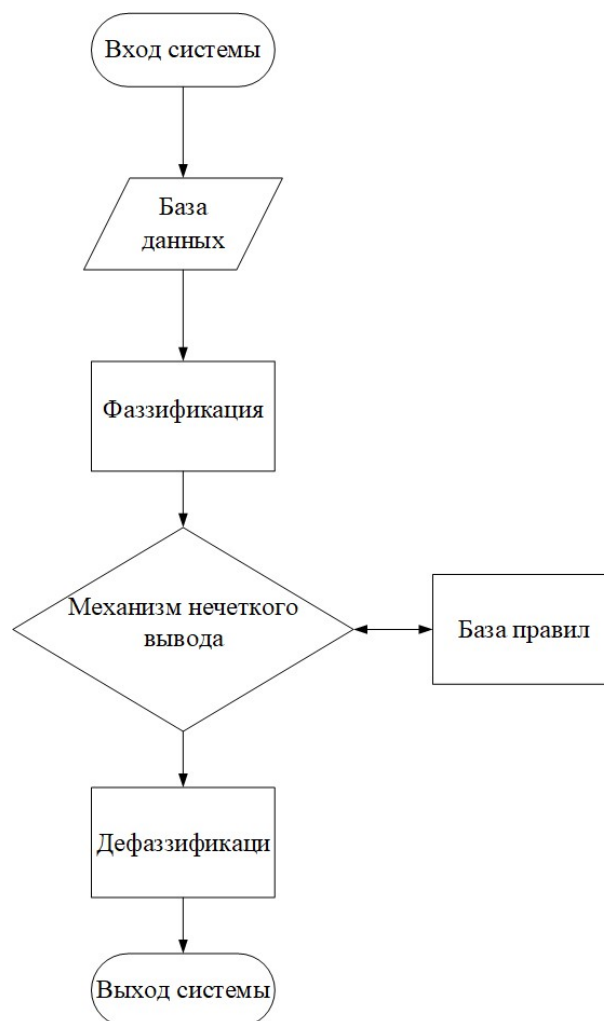 Вход системы
База
данных
Фаззификация
Механизм нечеткого
вывода
База правил
Дефаззификаци
Выход системы